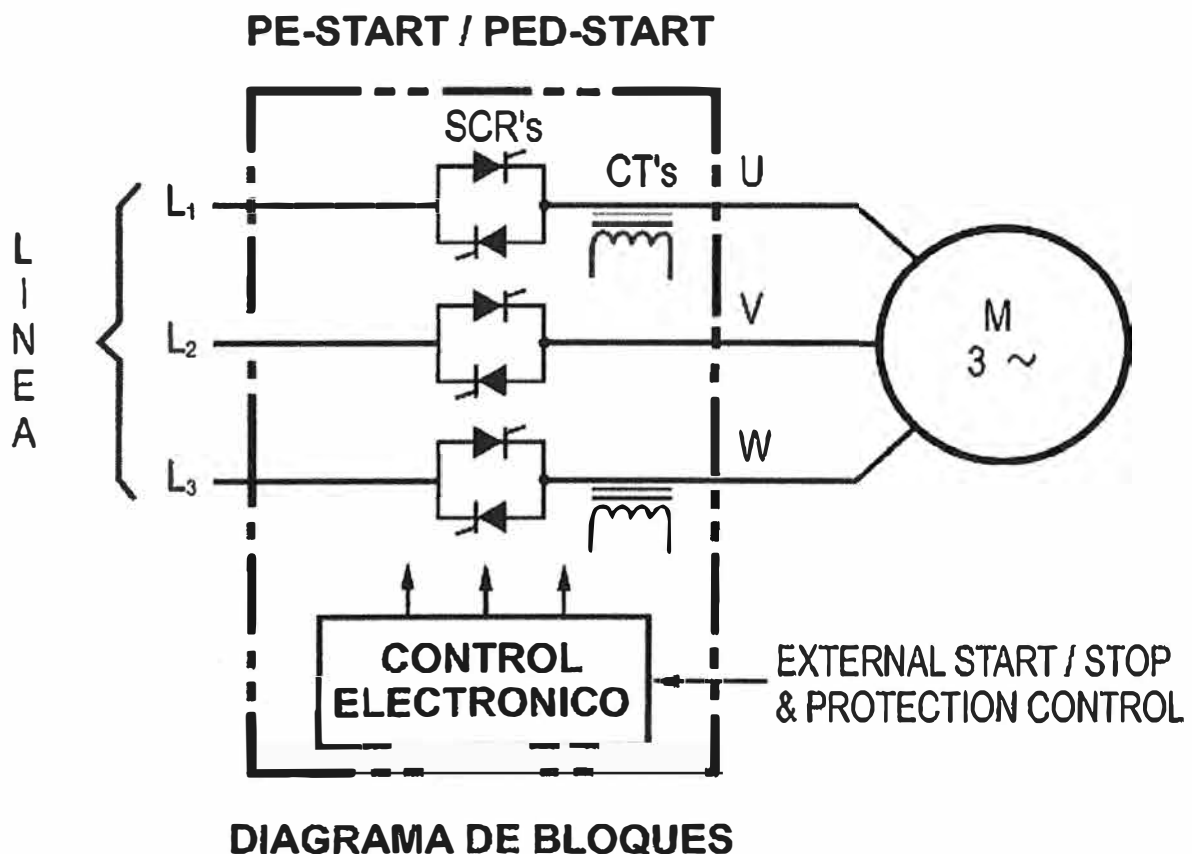 PE-START / PED-START
SCR's
CT's
U
L1
LINEA
V
L2
M
3 ~
W
L3
CONTROL
ELECTRONICO
EXTERNAL START / STOP
& PROTECTION CONTROL
DIAGRAMA DE BLOQUES